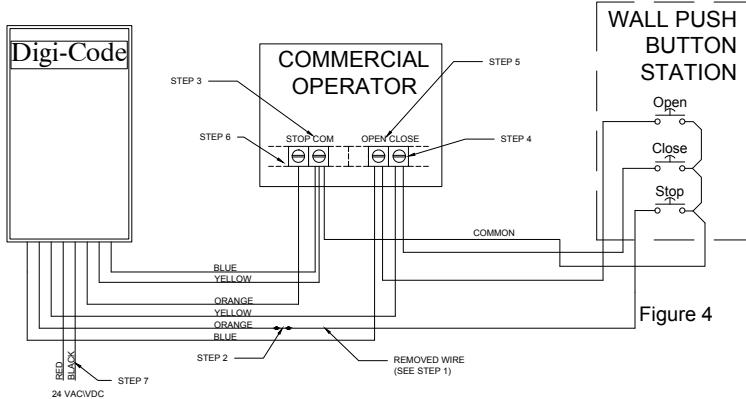 Digi-Code
COMMERCIAL
OPERATOR
WALL PUSH
BUTTON
STATION
STEP 3
STEP 5
STEP 6
STOP COM
OPEN CLOSE
STEP 4
Open
Close
Stop
COMMON
BLUE
YELLOW
ORANGE
YELLOW
ORANGE
BLUE
STEP 2
REMOVED WIRE
(SEE STEP 1)
Figure 4
RED
BLACK
STEP 7
24 VAC\VDC